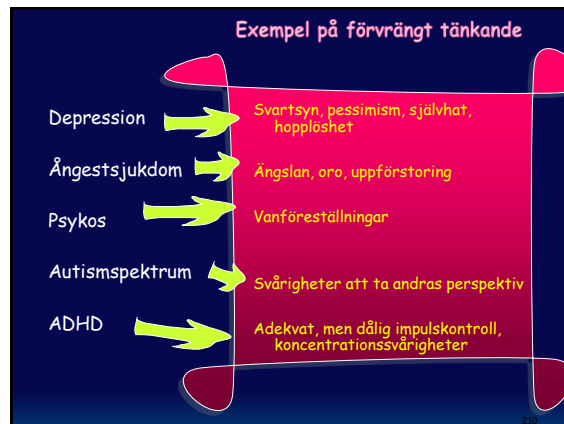 Exempel på förvrängt tänkande
Depression
Svartsyn, pessimism, självhat,
hopplöshet
Ångestsjukdom
Ängslan, oro, uppförstoring
Psykos
Vanföreställningar
Autismspektrum
Svårigheter att ta andras perspektiv
ADHD
Adekvat, men dålig impulskontroll,
koncentrationssvårigheter
210